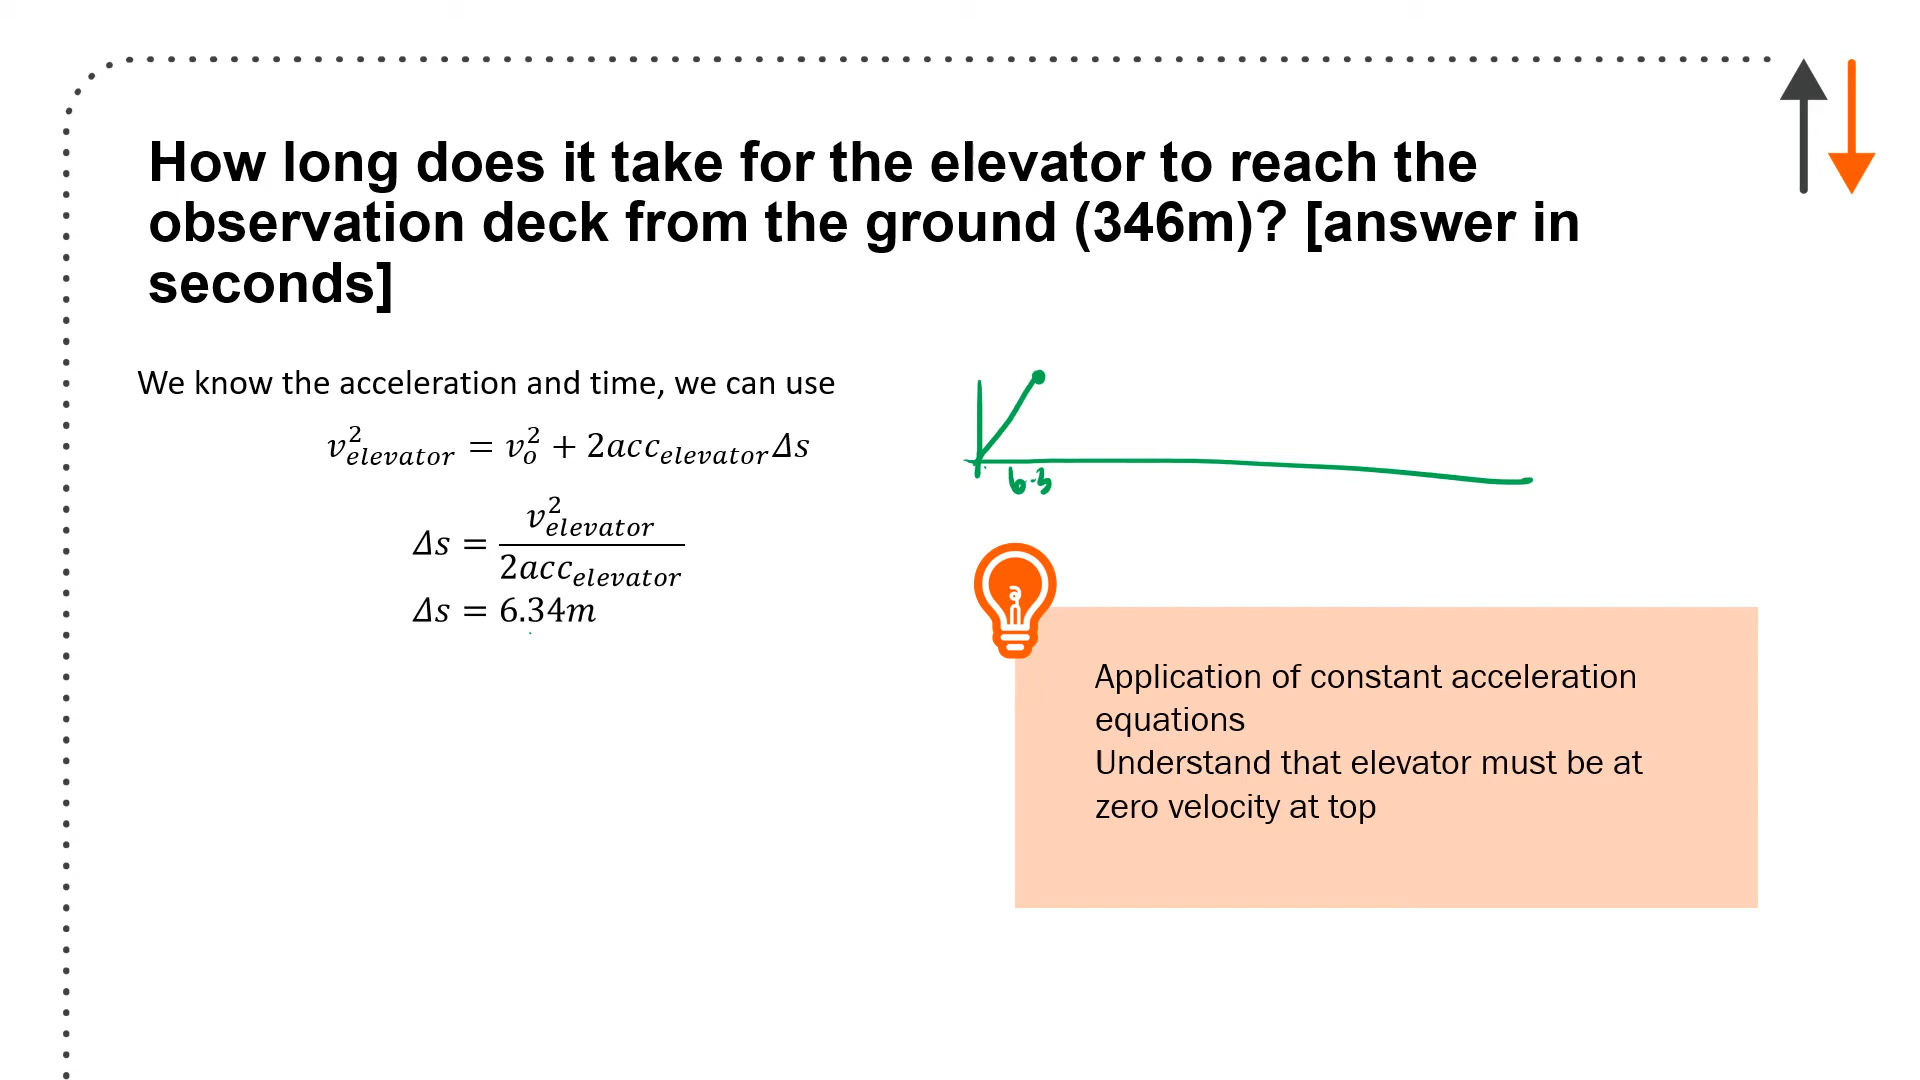 How long does it take for the elevator to reach the
observation deck from the ground (346m)? [answer in
seconds]
We know the acceleration and time, we can use
𝑣²ₑₗₑᵥₐₜₒᵣ = 𝑣ₒ² + 2𝑎𝑐𝑐ₑₗₑᵥₐₜₒᵣ𝛥𝑠
𝛥𝑠 = 𝑣²ₑₗₑᵥₐₜₒᵣ / 2𝑎𝑐𝑐ₑₗₑᵥₐₜₒᵣ
𝛥𝑠 = 6.34𝑚
6.3
Application of constant acceleration
equations
Understand that elevator must be at
zero velocity at top